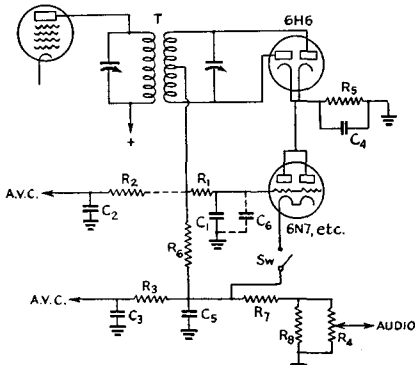 T
6H6
R5
C4
+
A.V.C.
R2
R1
C2
C1
C6
6N7, etc.
R6
Sw
A.V.C.
R3
R7
C3
C5
R8
R4
AUDIO